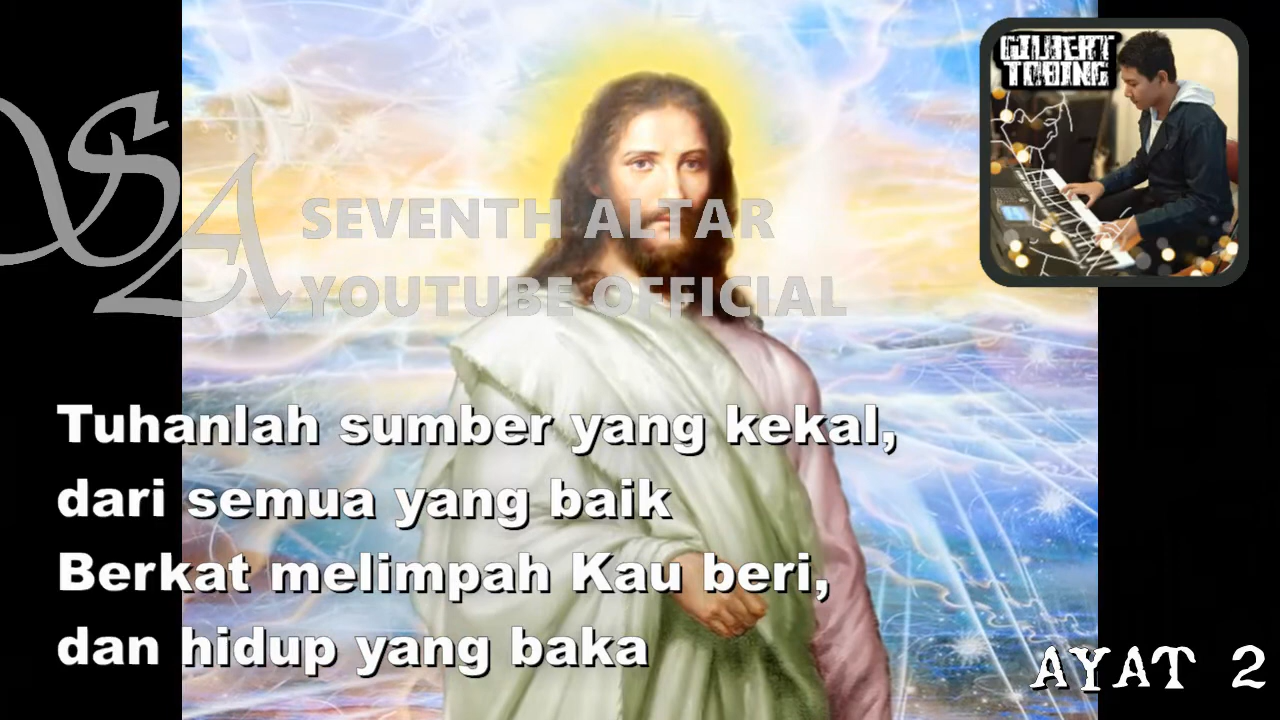 GILBERT
TOBING
SA
SEVENTH ALTAR
YOUTUBE OFFICIAL
Tuhanlah sumber yang kekal,
dari semua yang baik
Berkat melimpah Kau beri,
dan hidup yang baka
AYAT 2